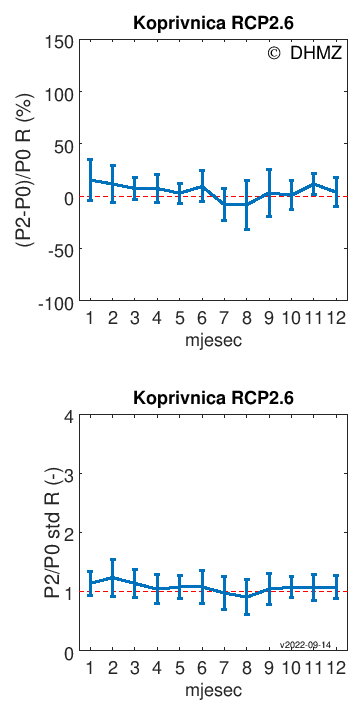 Koprivnica RCP2.6
© DHMZ
(P2-P0)/P0 R (%)
150
100
50
0
-50
-100
1 2 3 4 5 6 7 8 9 10 11 12
mjesec
Koprivnica RCP2.6
P2/P0 std R (-)
4
3
2
1
0
v2022-09-14
1 2 3 4 5 6 7 8 9 10 11 12
mjesec